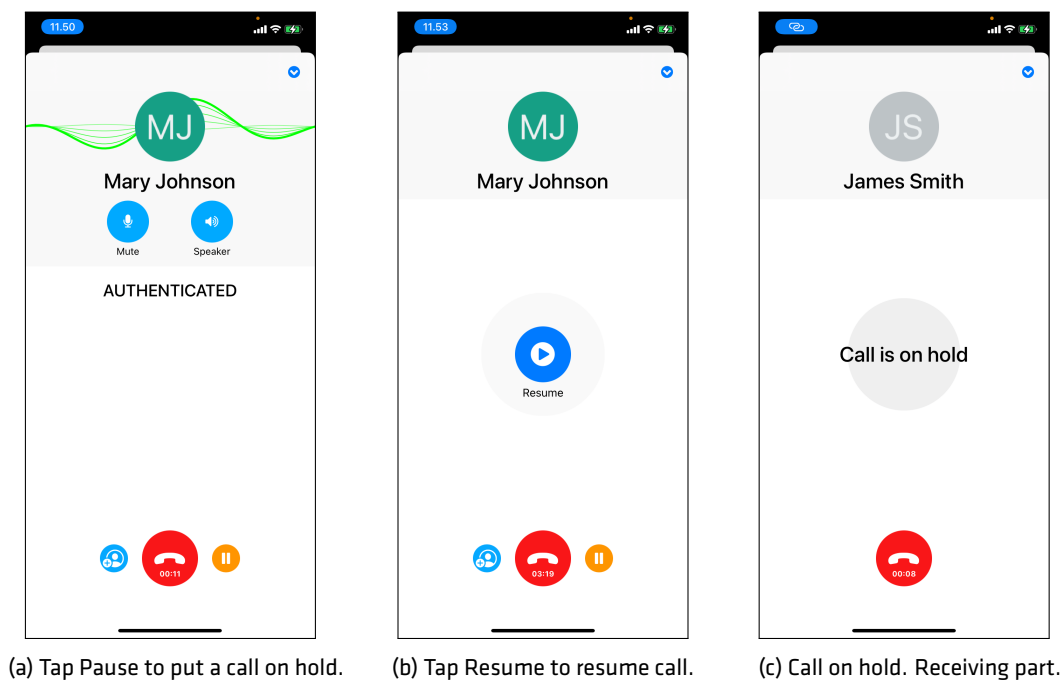 11.50
MJ
Mary Johnson
Mute
Speaker
AUTHENTICATED
00:11
(a) Tap Pause to put a call on hold.
11.53
MJ
Mary Johnson
Resume
03:19
(b) Tap Resume to resume call.
JS
James Smith
Call is on hold
00:08
(c) Call on hold. Receiving part.